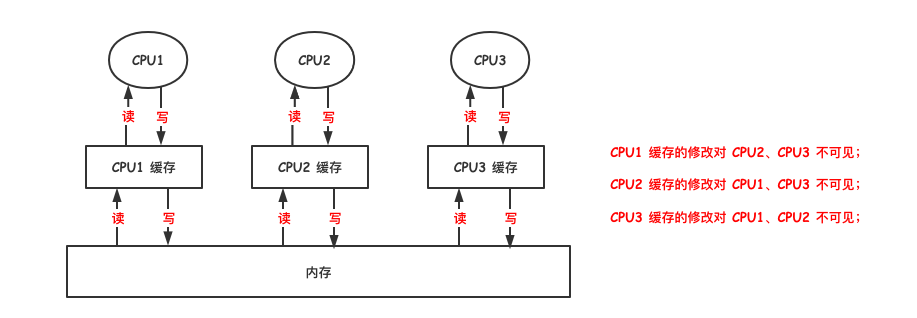 CPU1
CPU2
CPU3
读
写
读
写
读
写
CPU1 缓存
CPU2 缓存
CPU3 缓存
读
写
读
写
读
写
内存
CPU1 缓存的修改对 CPU2、CPU3 不可见;
CPU2 缓存的修改对 CPU1、CPU3 不可见;
CPU3 缓存的修改对 CPU1、CPU2 不可见;